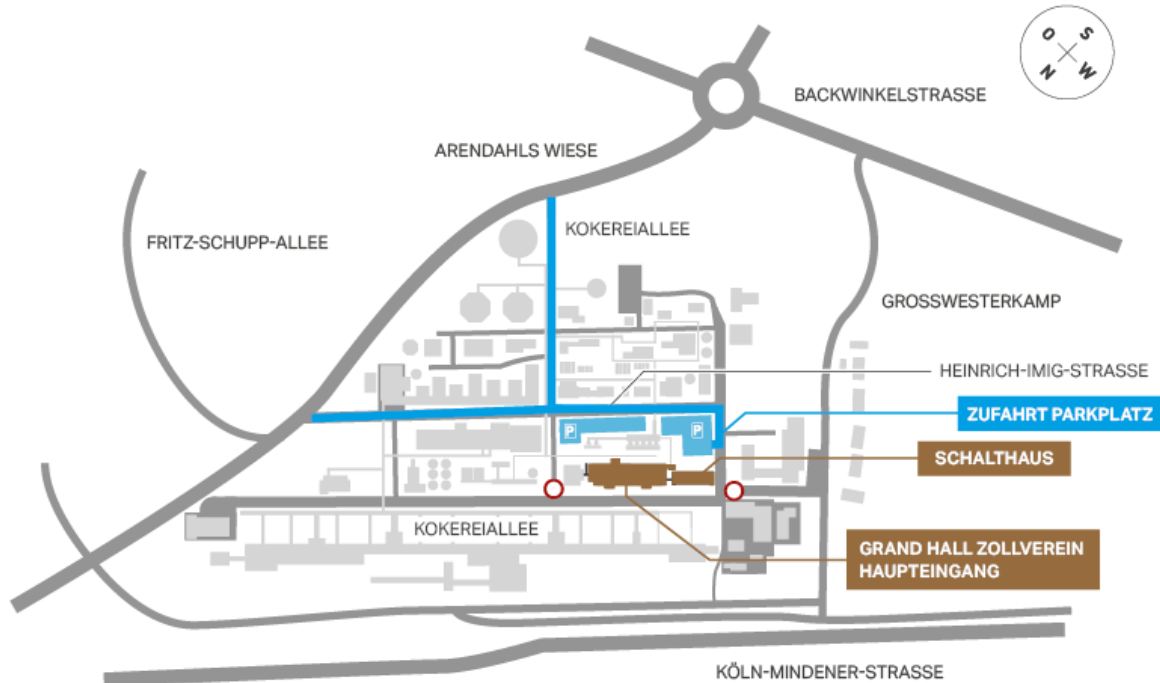 O S
N W
BACKWINKELSTRASSE
ARENDAHLS WIESE
KOKEREIALLEE
FRITZ-SCHUPP-ALLEE
GROSSWESTERKAMP
HEINRICH-IMIG-STRASSE
ZUFAHRT PARKPLATZ
P
P
SCHALTHAUS
KOKEREIALLEE
GRAND HALL ZOLLVEREIN
HAUPTEINGANG
KÖLN-MINDENER-STRASSE